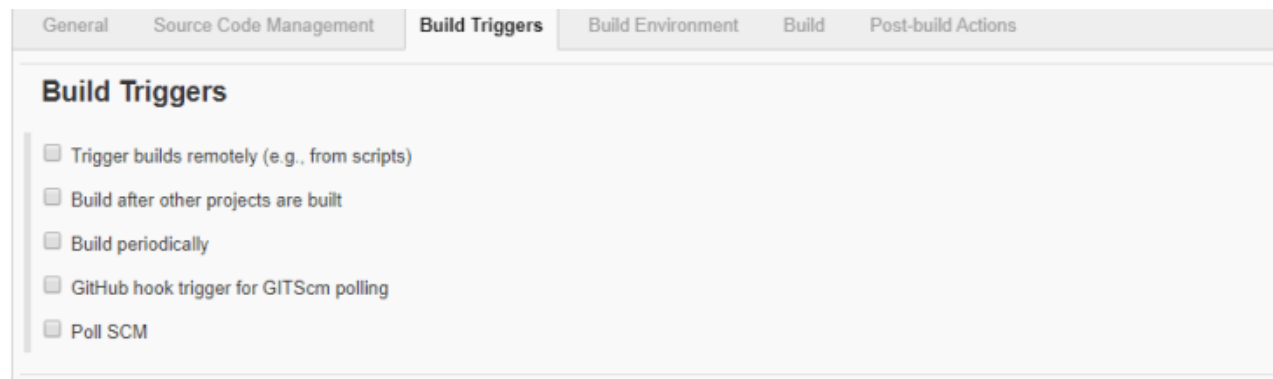 General Source Code Management Build Triggers Build Environment Build Post-build Actions
Build Triggers
Trigger builds remotely (e.g., from scripts)
Build after other projects are built
Build periodically
GitHub hook trigger for GITScm polling
Poll SCM